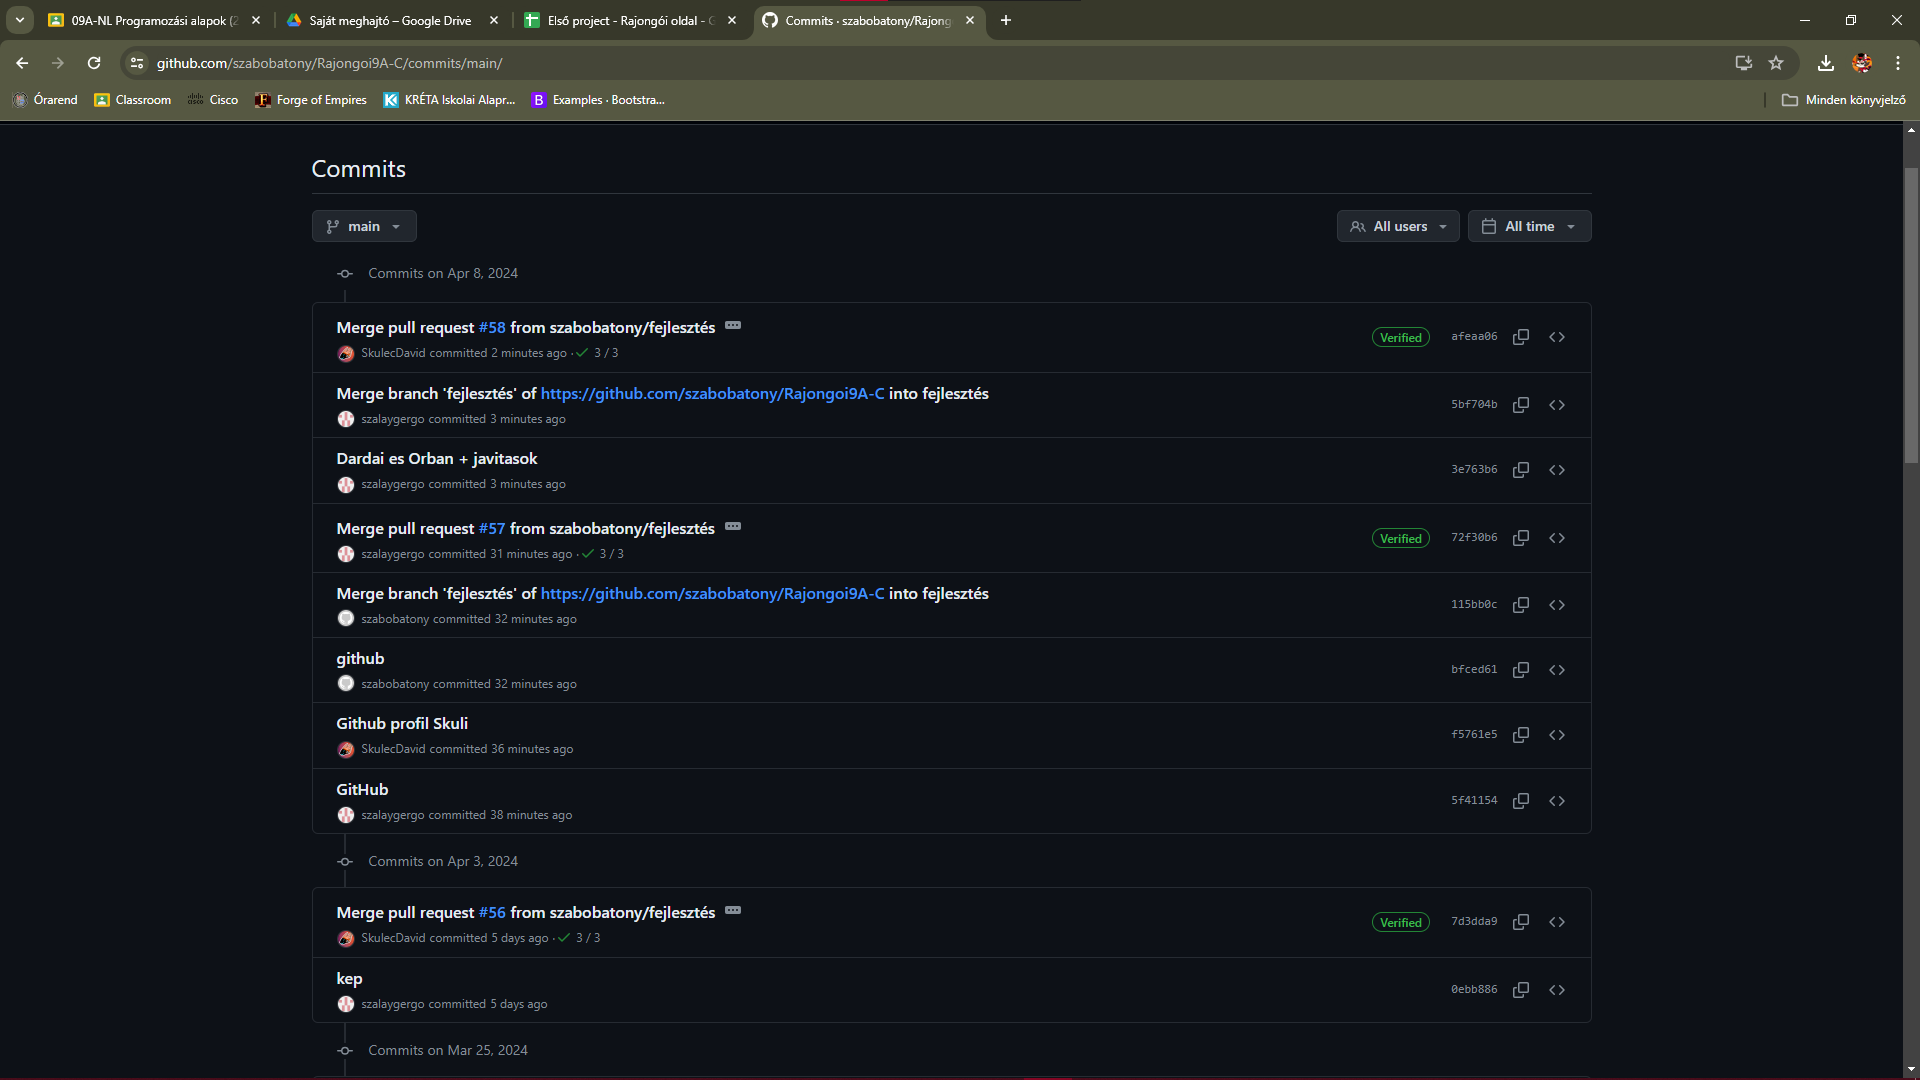 09A-NL Programozási alapok (2
Saját meghajtó – Google Drive
Első project - Rajongói oldal - G
Commits · szabobatony/Rajong
github.com/szabobatony/Rajongoi9A-C/commits/main/
Órarend
Classroom
Cisco
Forge of Empires
KRÉTA Iskolai Alapr...
Examples · Bootstra...
Minden könyvjelző
Commits
main
All users
All time
Commits on Apr 8, 2024
Merge pull request #58 from szabobatony/fejlesztés
Verified
afeaa06
SkulecDavid committed 2 minutes ago · 3 / 3
Merge branch 'fejlesztés' of https://github.com/szabobatony/Rajongoi9A-C into fejlesztés
5bf704b
szalaygergo committed 3 minutes ago
Dardai es Orban + javitasok
3e763b6
szalaygergo committed 3 minutes ago
Merge pull request #57 from szabobatony/fejlesztés
Verified
72f30b6
szalaygergo committed 31 minutes ago · 3 / 3
Merge branch 'fejlesztés' of https://github.com/szabobatony/Rajongoi9A-C into fejlesztés
115bb0c
szabobatony committed 32 minutes ago
github
bfced61
szabobatony committed 32 minutes ago
Github profil Skuli
f5761e5
SkulecDavid committed 36 minutes ago
GitHub
5f41154
szalaygergo committed 38 minutes ago
Commits on Apr 3, 2024
Merge pull request #56 from szabobatony/fejlesztés
Verified
7d3dda9
SkulecDavid committed 5 days ago · 3 / 3
kep
0ebb886
szalaygergo committed 5 days ago
Commits on Mar 25, 2024